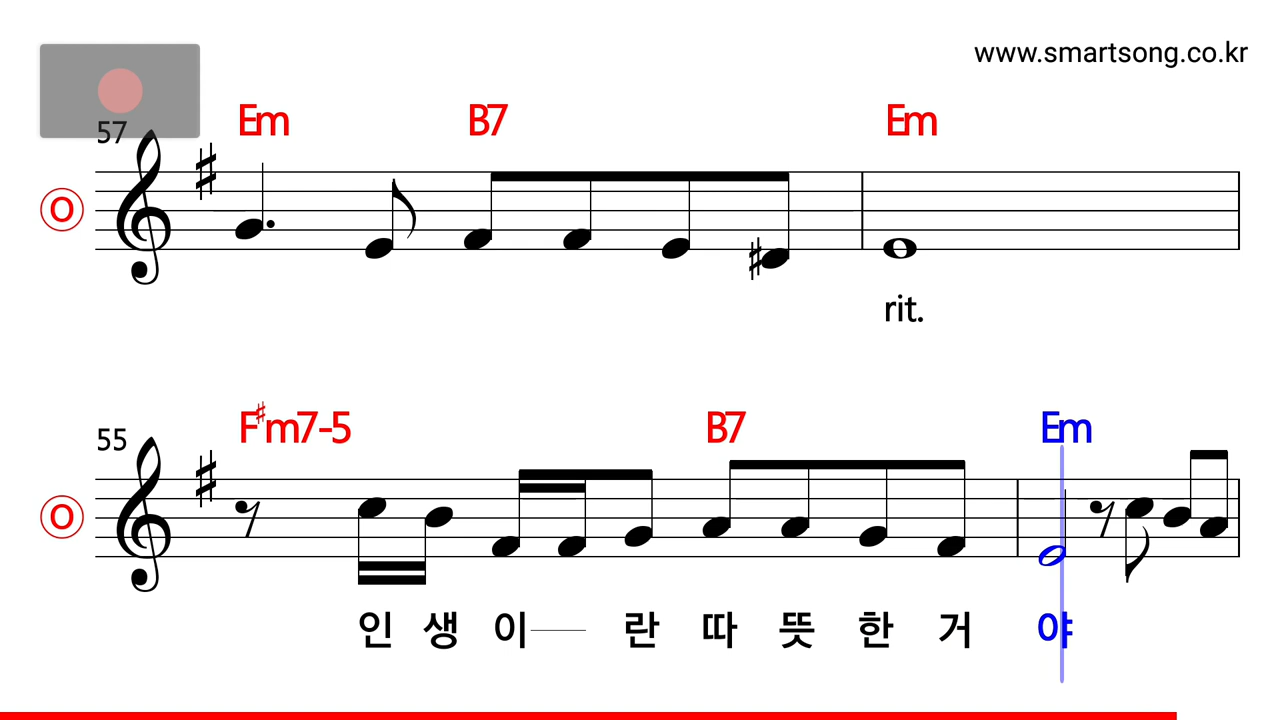 www.smartsong.co.kr
57 Em B7 Em
O
rit.
55 F♯m7-5 B7 Em
O
인 생 이 란 따 뜻 한 거 야